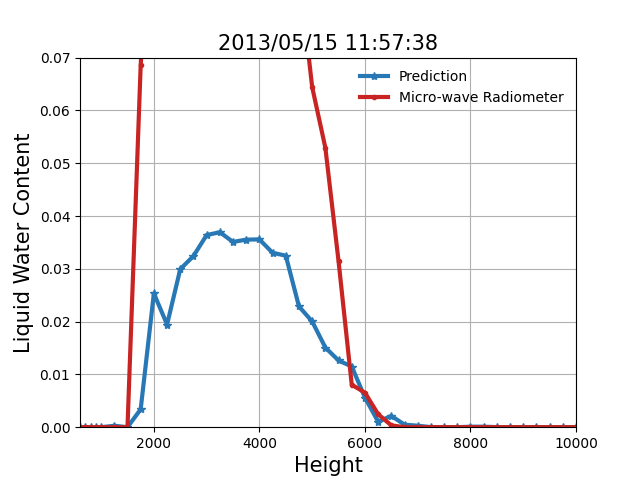 2013/05/15 11:57:38
Prediction
Micro-wave Radiometer
Liquid Water Content
0.07
0.06
0.05
0.04
0.03
0.02
0.01
0.00
2000 4000 6000 8000 10000
Height